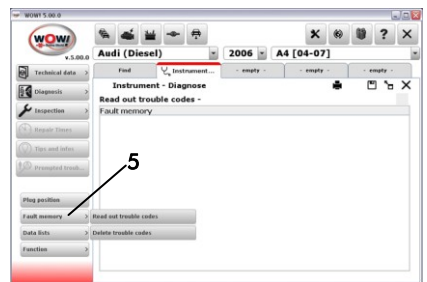 WOW! 5.00.0
WOW!
v.5.00.0
Audi (Diesel) 2006 A4 [04-07]
Technical data
Diagnosis
Inspection
Repair Times
Tips and Infos
Prompted troub...
Find Instrument... - empty - - empty - - empty -
Instrument - Diagnose
Read out trouble codes -
Fault memory
5
Plug position
Fault memory
Read out trouble codes
Data lists
Delete trouble codes
Function